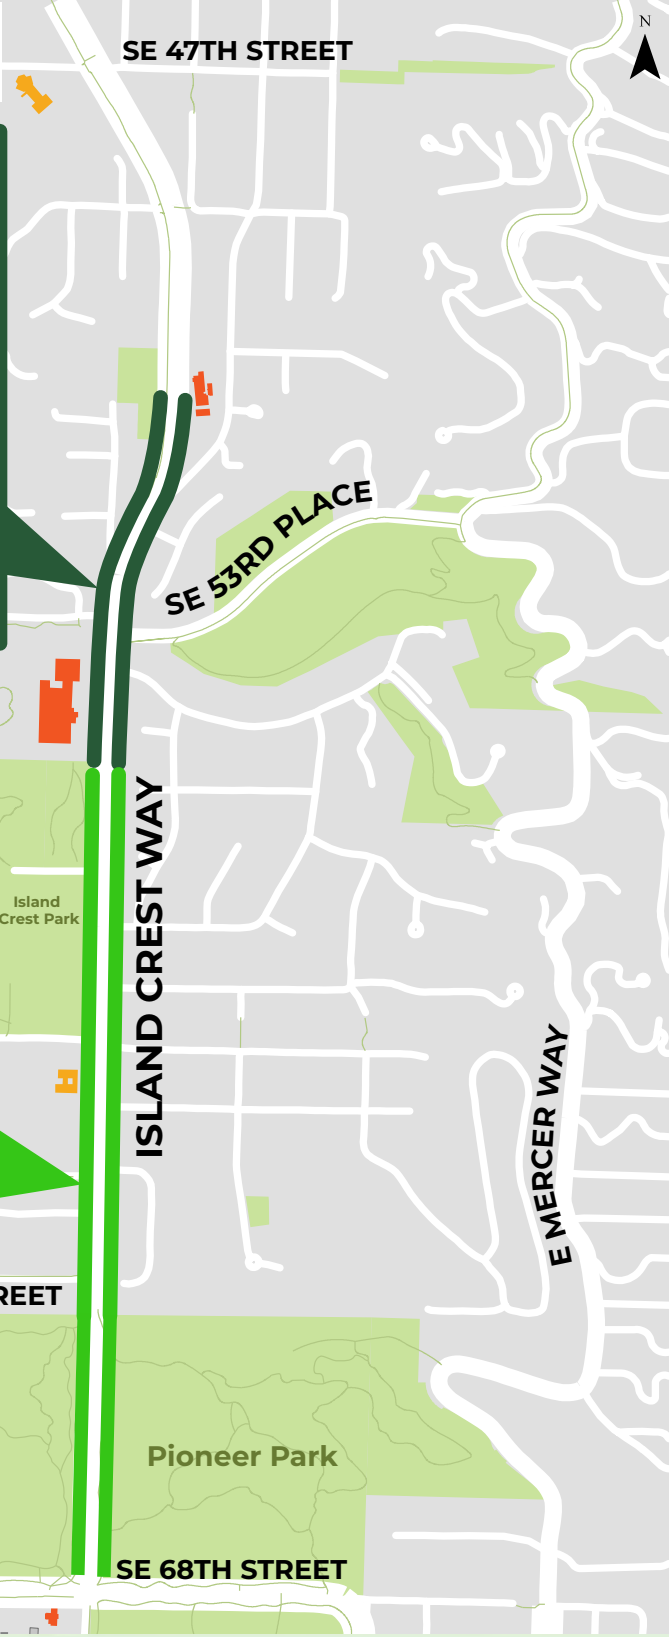 N
SE 47TH STREET
SE 53RD PLACE
ISLAND CREST WAY
Island
Crest Park
E MERCER WAY
REET
Pioneer Park
SE 68TH STREET